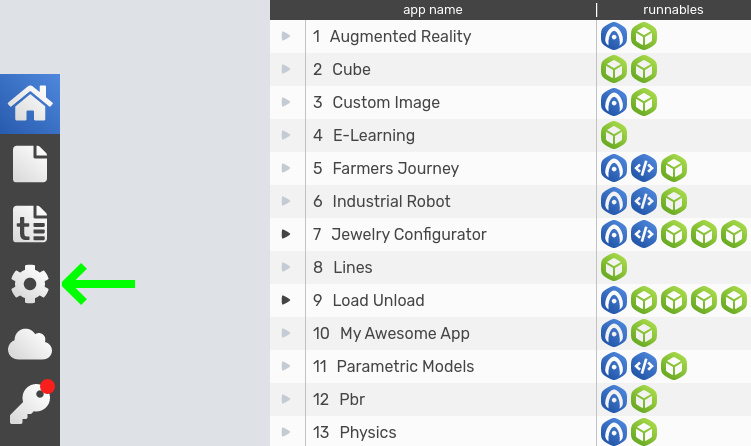 app name | runnables
1 Augmented Reality
2 Cube
3 Custom Image
4 E-Learning
5 Farmers Journey
6 Industrial Robot
7 Jewelry Configurator
8 Lines
9 Load Unload
10 My Awesome App
11 Parametric Models
12 Pbr
13 Physics